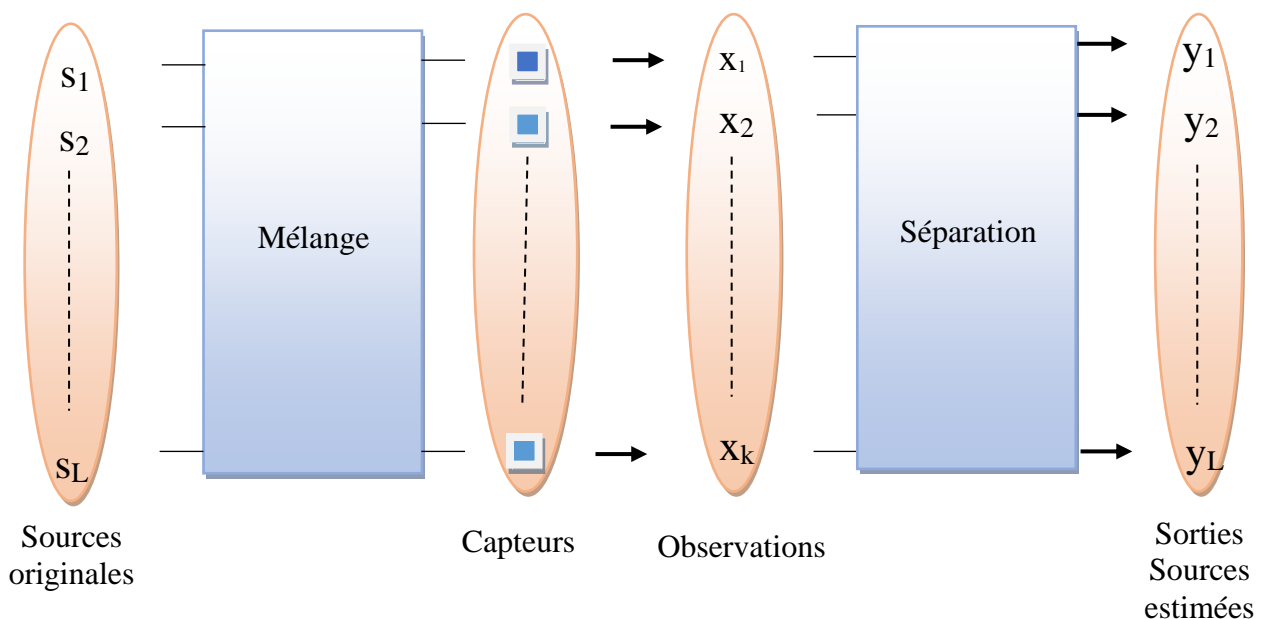 s1
s2
sL
Sources
originales
Mélange
Capteurs
x1
x2
xk
Observations
Séparation
y1
y2
yL
Sorties
Sources
estimées